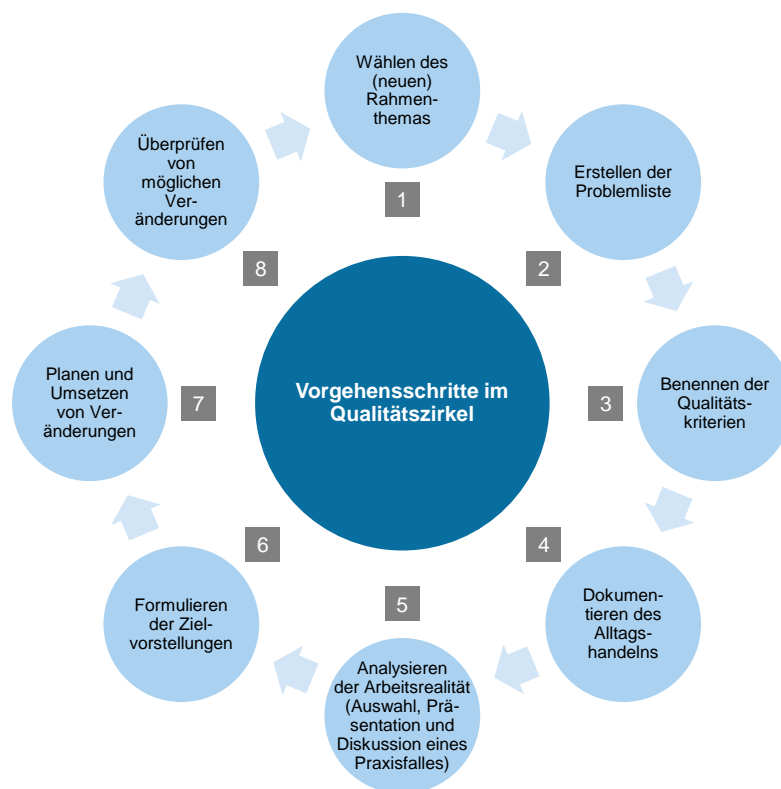 Wählen des
(neuen)
Rahmen-
themas
1
Erstellen der
Problemliste
2
Benennen der
Qualitäts-
kriterien
3
Dokumen-
tieren des
Alltags-
handelns
4
Analysieren
der Arbeitsrealität
(Auswahl, Prä-
sentation und
Diskussion eines
Praxisfalles)
5
Formulieren
der Ziel-
vorstellungen
6
Planen und
Umsetzen
von Ver-
änderungen
7
Überprüfen
von
möglichen
Ver-
änderungen
8
Vorgehensschritte im
Qualitätszirkel